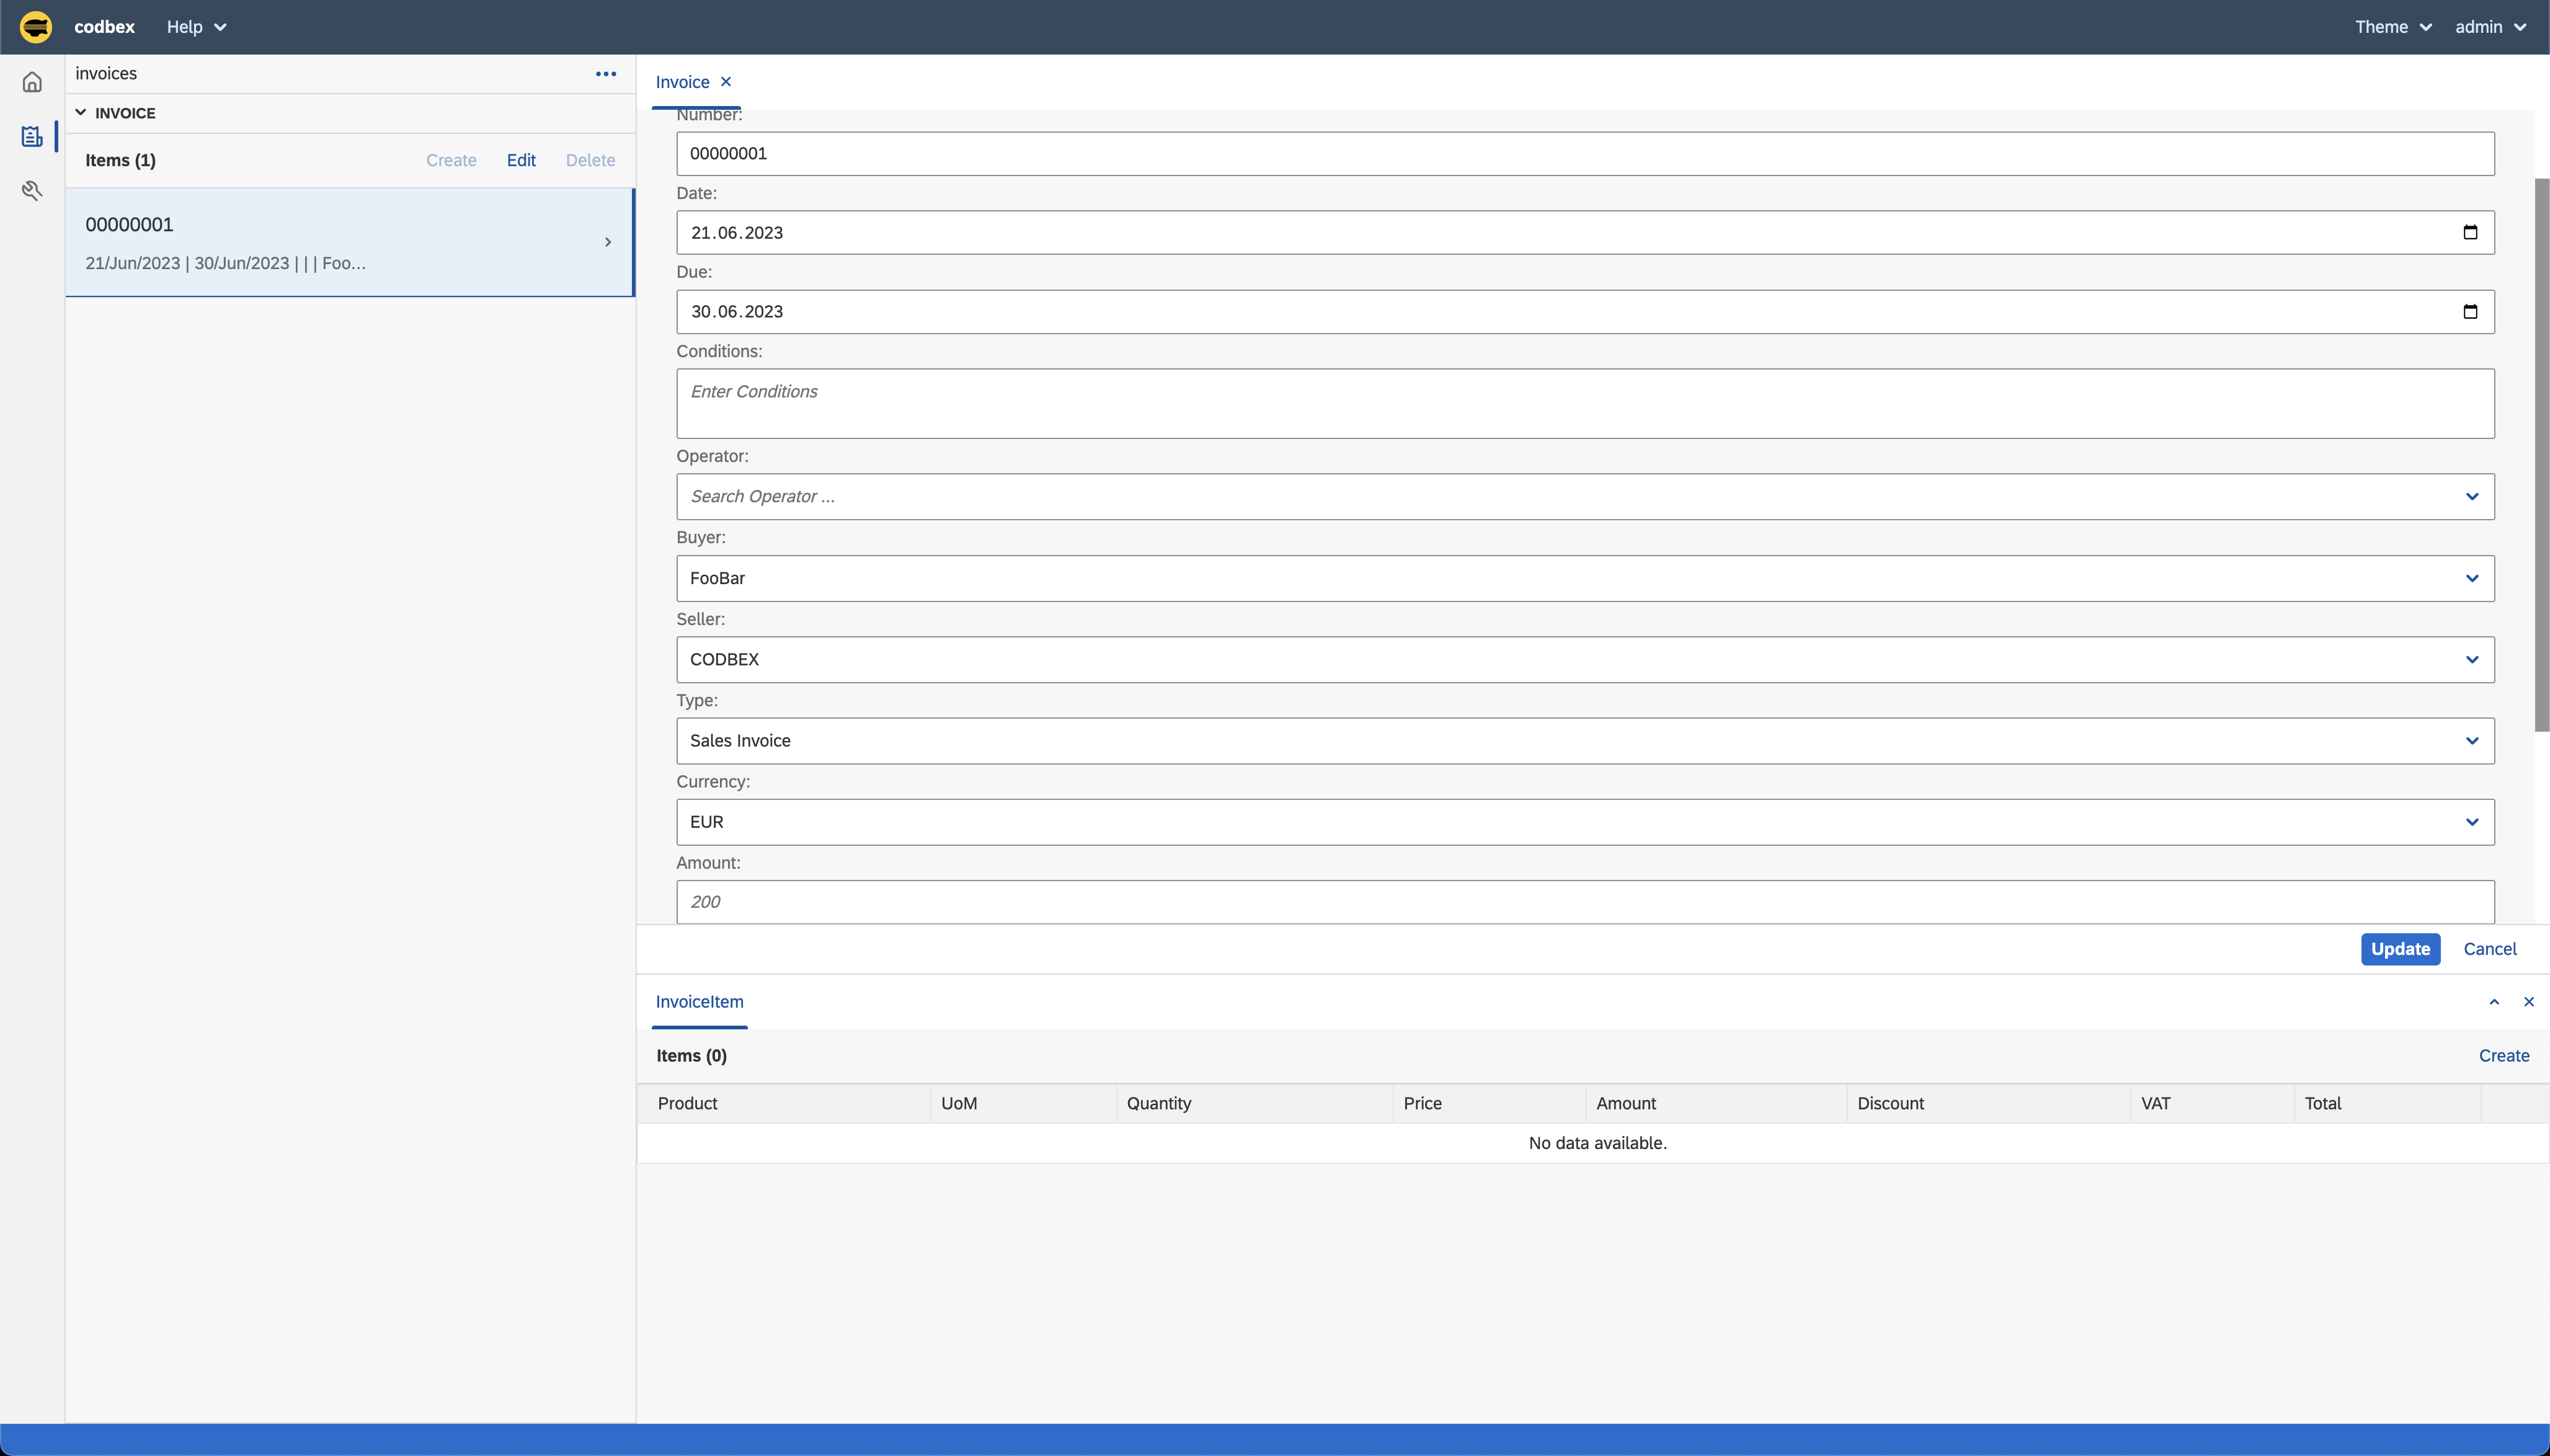 codbex Help Theme admin
invoices
INVOICE
Items (1) Create Edit Delete
00000001
21/Jun/2023 | 30/Jun/2023 | | | Foo...
Invoice
Number:
00000001
Date:
21.06.2023
Due:
30.06.2023
Conditions:
Enter Conditions
Operator:
Search Operator ...
Buyer:
FooBar
Seller:
CODBEX
Type:
Sales Invoice
Currency:
EUR
Amount:
200
Update Cancel
InvoiceItem
Items (0) Create
Product UoM Quantity Price Amount Discount VAT Total
No data available.